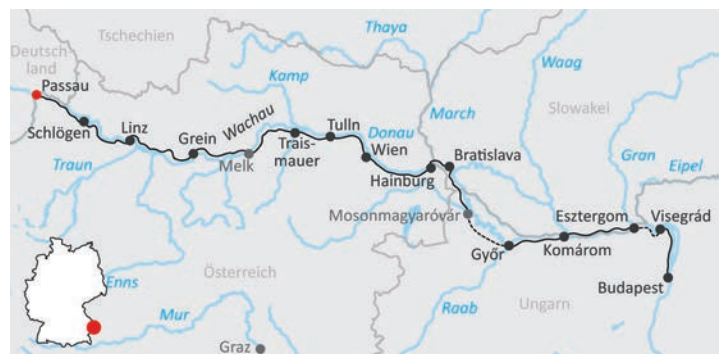 Tschechien
Thaya
Deutsch-
land
Passau
Kamp
Waag
March
Slowakei
Schlögen
Linz
Grein
Wachau
Tulln
Donau
Wien
Bratislava
Gran
Eipel
Traun
Melk
Trais-
mauer
Hainburg
Mosonmagyaróvár
Esztergom
Visegrád
Győr
Komárom
Österreich
Enns
Mur
Raab
Ungarn
Budapest
Graz